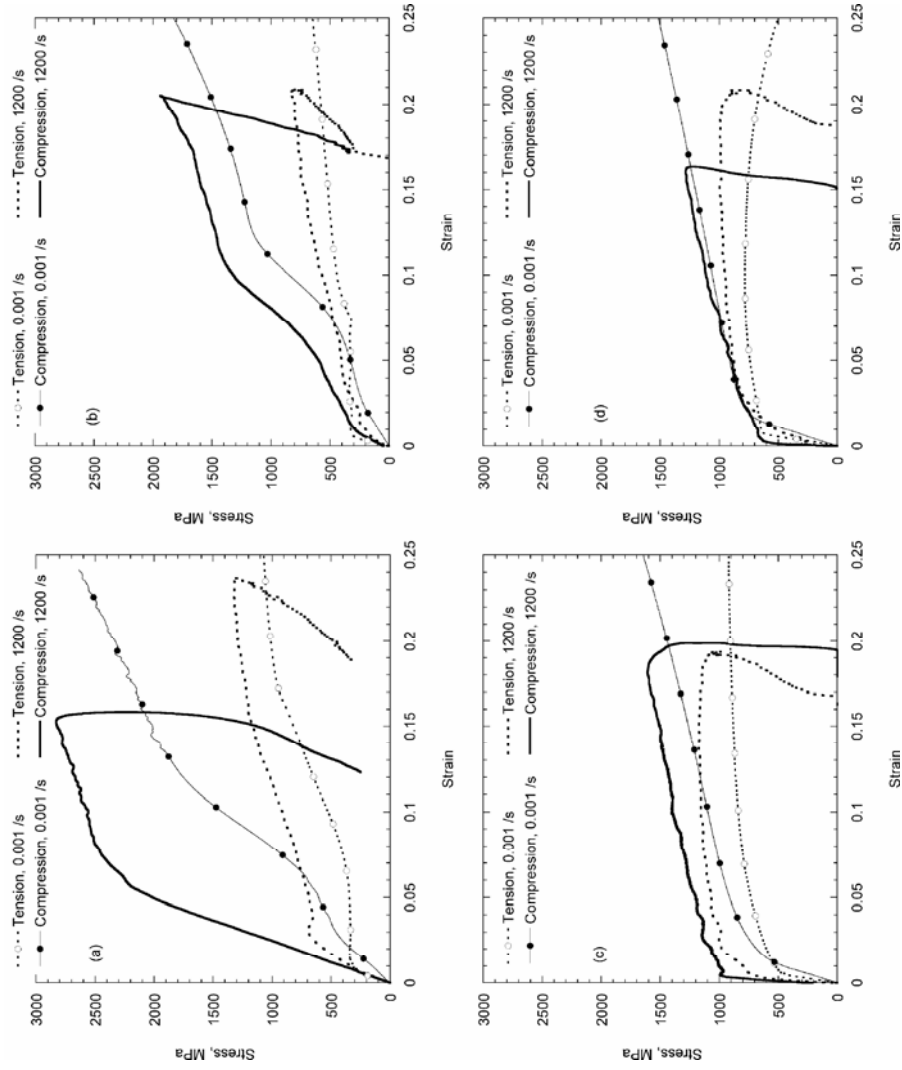 Tension, 0.001 /s Tension, 1200 /s
Compression, 0.001 /s Compression, 1200 /s
(a)
Stress, MPa
3000
2500
2000
1500
1000
500
0
0 0.05 0.1 0.15 0.2 0.25
Strain
Tension, 0.001 /s Tension, 1200 /s
Compression, 0.001 /s Compression, 1200 /s
(b)
Stress, MPa
3000
2500
2000
1500
1000
500
0
0 0.05 0.1 0.15 0.2 0.25
Strain
Tension, 0.001 /s Tension, 1200 /s
Compression, 0.001 /s Compression, 1200 /s
(c)
Stress, MPa
3000
2500
2000
1500
1000
500
0
0 0.05 0.1 0.15 0.2 0.25
Strain
Tension, 0.001 /s Tension, 1200 /s
Compression, 0.001 /s Compression, 1200 /s
(d)
Stress, MPa
3000
2500
2000
1500
1000
500
0
0 0.05 0.1 0.15 0.2 0.25
Strain